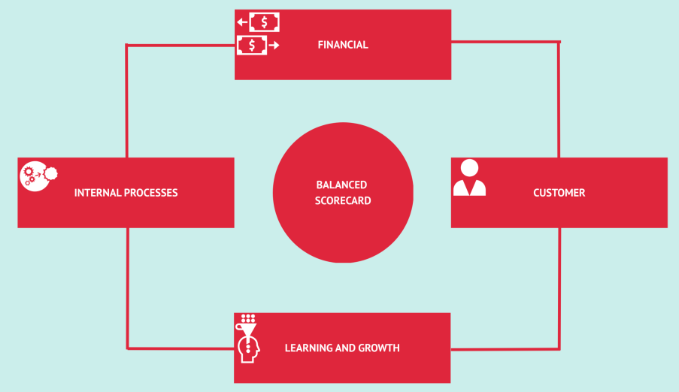 FINANCIAL
INTERNAL PROCESSES
BALANCED
SCORECARD
CUSTOMER
LEARNING AND GROWTH